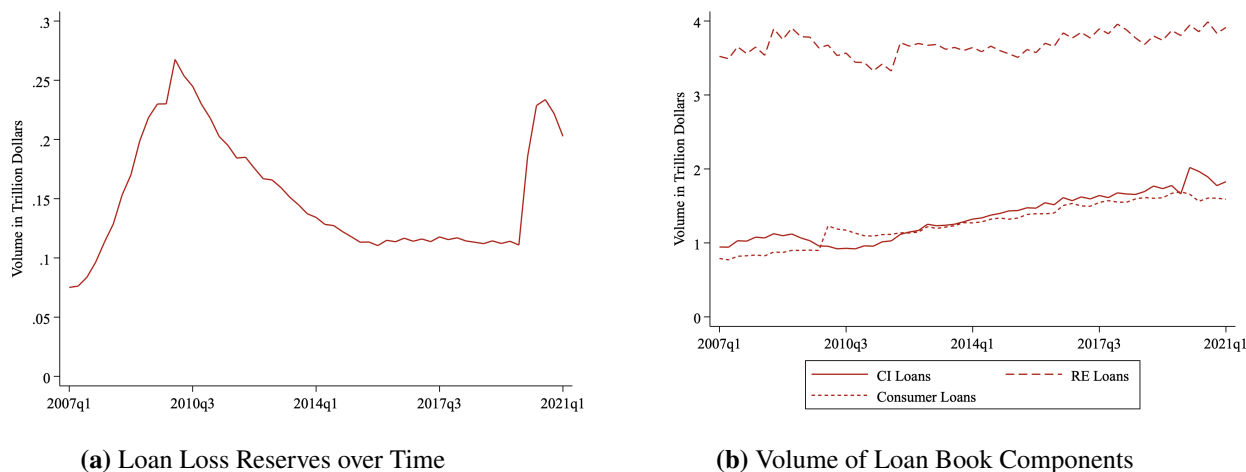 Volume in Trillion Dollars
.3
.25
.2
.15
.1
.05
0
2007q1
2010q3
2014q1
2017q3
2021q1
(a) Loan Loss Reserves over Time
Volume in Trillion Dollars
4
3
2
1
0
2007q1
2010q3
2014q1
2017q3
2021q1
CI Loans
RE Loans
Consumer Loans
(b) Volume of Loan Book Components